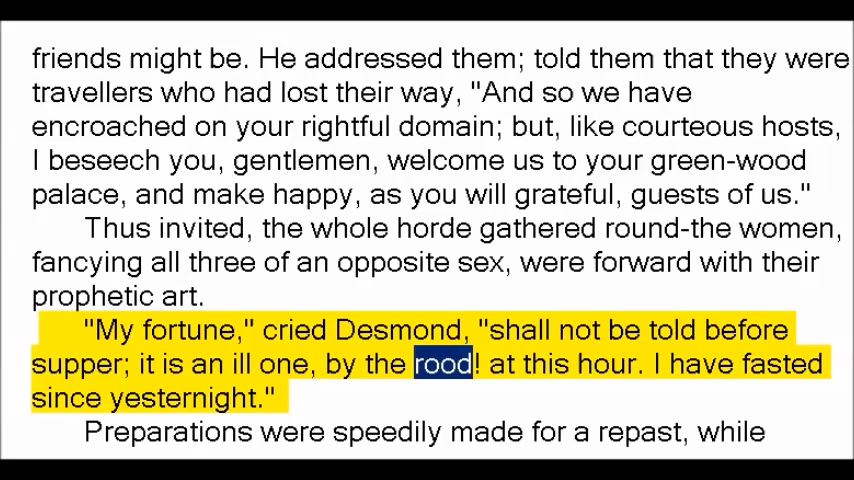 friends might be. He addressed them; told them that they were
travellers who had lost their way, "And so we have
encroached on your rightful domain; but, like courteous hosts,
I beseech you, gentlemen, welcome us to your green-wood
palace, and make happy, as you will grateful, guests of us."
Thus invited, the whole horde gathered round-the women,
fancying all three of an opposite sex, were forward with their
prophetic art.
"My fortune," cried Desmond, "shall not be told before
supper; it is an ill one, by the rood! at this hour. I have fasted
since yesternight."
Preparations were speedily made for a repast, while